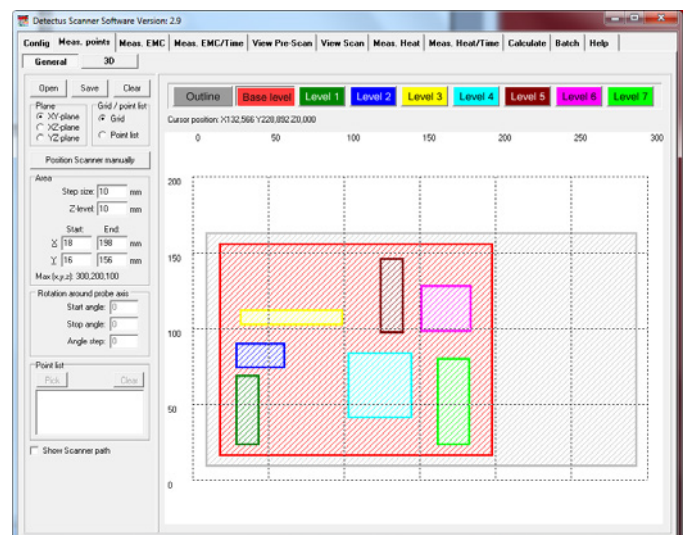 Detectus Scanner Software Version: 2.9
Config Meas. points Meas. EMC Meas. EMC/Time View Pre-Scan View Scan Meas. Heat Meas. Heat/Time Calculate Batch Help
General 3D
Open Save Clear
Plane Grid / point list
XY-plane Grid
XZ-plane
YZ-plane Point list
Position Scanner manually
Area
Step size: 10 mm
Z-level: 10 mm
Start: End:
X 18 198 mm
Y 16 156 mm
Max (x,y,z): 300,200,100
Rotation around probe axis
Start angle: 0
Stop angle: 0
Angle step: 0
Point list
Pick Clear
Show Scanner path
Outline Base level Level 1 Level 2 Level 3 Level 4 Level 5 Level 6 Level 7
Cursor position: X132,566 Y228,892 Z0,000
0 50 100 150 200 250 300
200
150
100
50
0